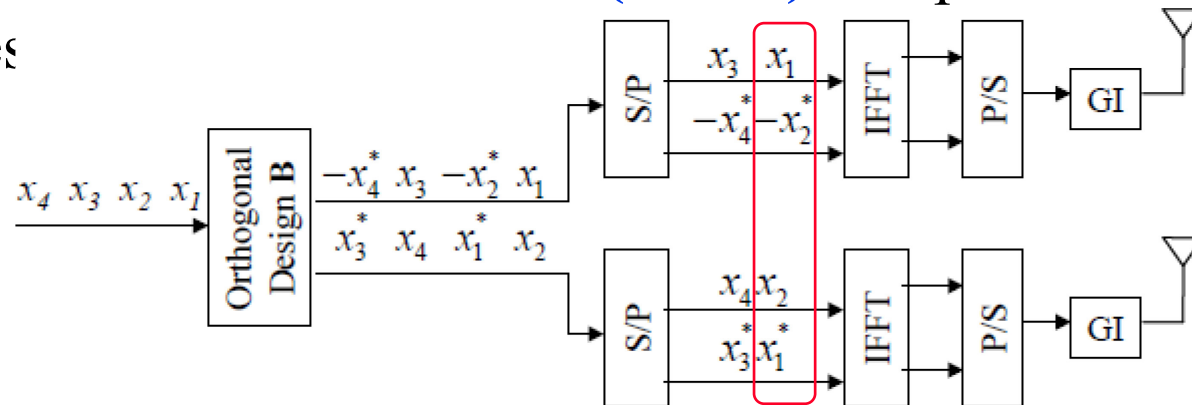 x₃ x₁
−x₄* −x₂*
S/P
IFFT
P/S
GI
x₄ x₃ x₂ x₁
Orthogonal
Design B
−x₄* x₃ −x₂* x₁
x₃* x₄ x₁* x₂
S/P
x₄ x₂
x₃* x₁*
IFFT
P/S
GI